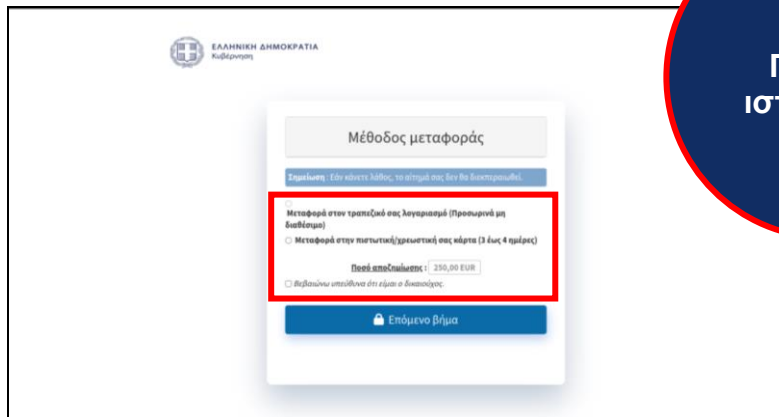 ΕΛΛΗΝΙΚΗ ΔΗΜΟΚΡΑΤΙΑ
Κυβέρνηση
Μέθοδος μεταφοράς
Σημείωση : Εάν κάνετε λάθος, το αίτημά σας δεν θα διεκπεραιωθεί.
Μεταφορά στον τραπεζικό σας λογαριασμό (Προσωρινά μη
διαθέσιμο)
Μεταφορά στην πιστωτική/χρεωστική σας κάρτα (3 έως 4 ημέρες)
Ποσό αποζημίωσης : 250,00 EUR
Βεβαιώνω υπεύθυνα ότι είμαι ο δικαιούχος.
Επόμενο βήμα